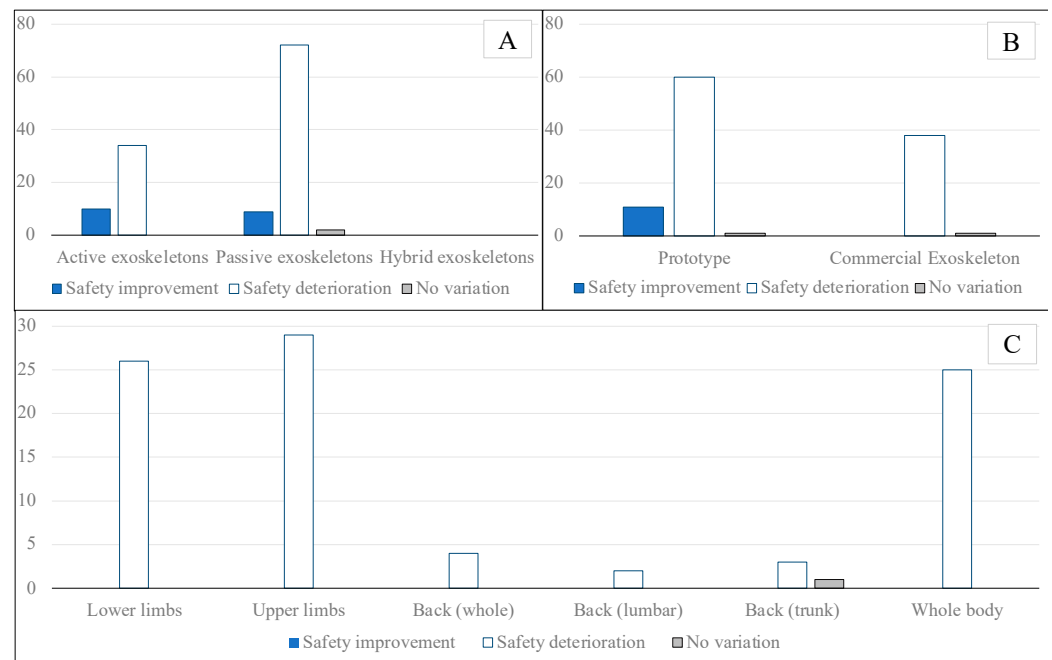 A
80
60
40
20
0
Active exoskeletons Passive exoskeletons Hybrid exoskeletons
Safety improvement Safety deterioration No variation
B
80
60
40
20
0
Prototype Commercial Exoskeleton
Safety improvement Safety deterioration No variation
C
30
25
20
15
10
5
0
Lower limbs Upper limbs Back (whole) Back (lumbar) Back (trunk) Whole body
Safety improvement Safety deterioration No variation